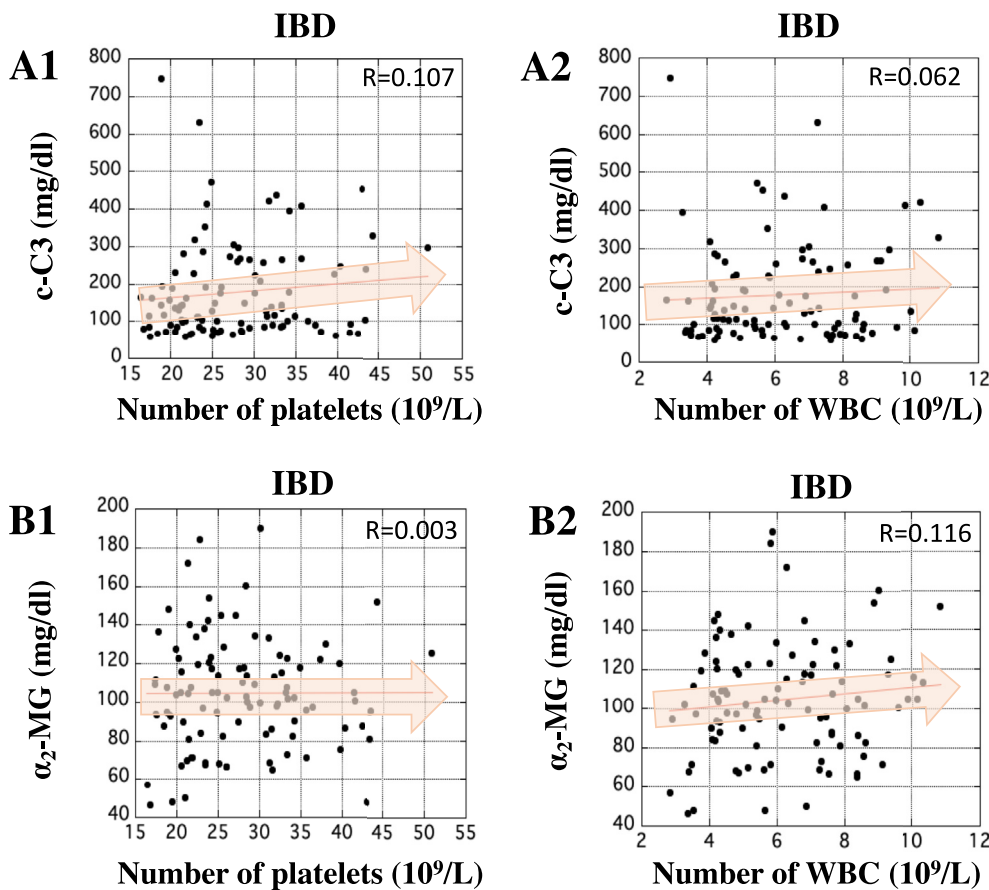 IBD
A1
R=0.107
c-C3 (mg/dl)
800
700
600
500
400
300
200
100
0
15 20 25 30 35 40 45 50 55
Number of platelets (10⁹/L)
IBD
A2
R=0.062
c-C3 (mg/dl)
800
700
600
500
400
300
200
100
0
2 4 6 8 10 12
Number of WBC (10⁹/L)
IBD
B1
R=0.003
α₂-MG (mg/dl)
200
180
160
140
120
100
80
60
40
15 20 25 30 35 40 45 50 55
Number of platelets (10⁹/L)
IBD
B2
R=0.116
α₂-MG (mg/dl)
200
180
160
140
120
100
80
60
40
2 4 6 8 10 12
Number of WBC (10⁹/L)